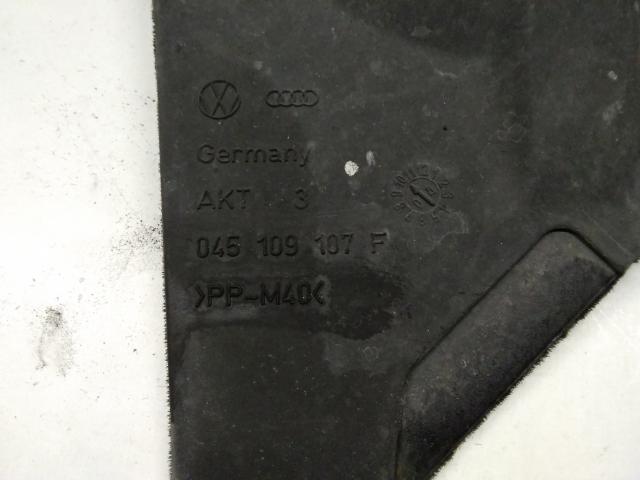 Germany
AKT 3
045 109 107 F
>PP-M40<